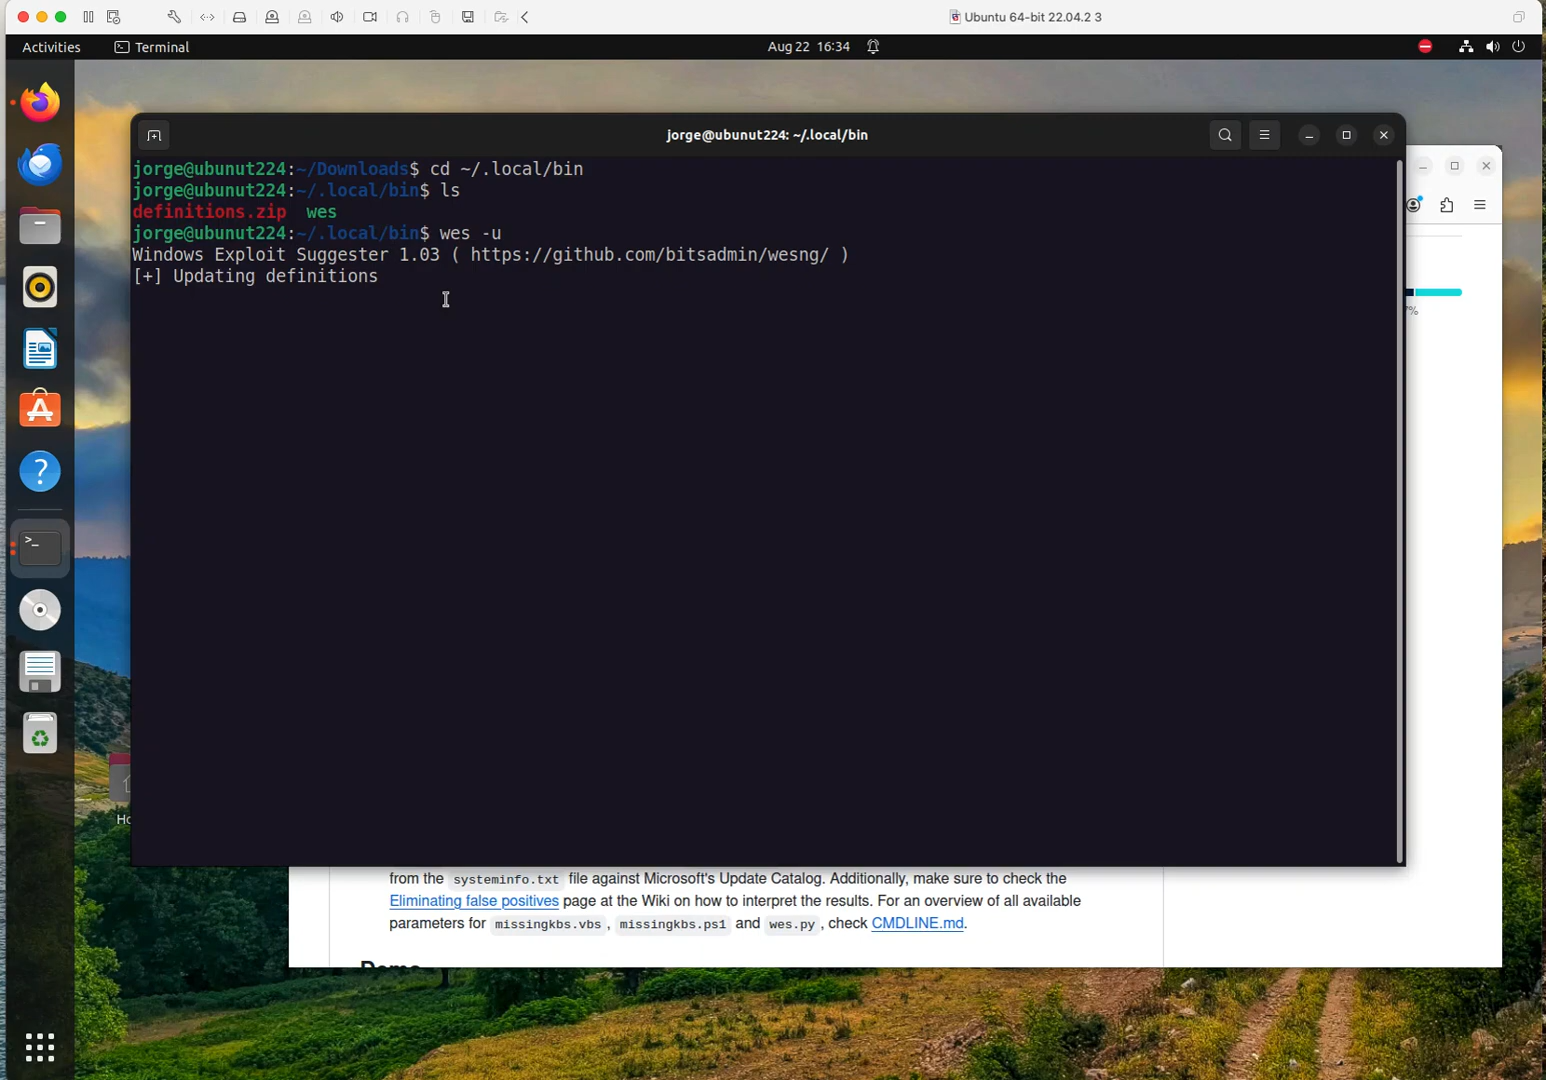 Ubuntu 64-bit 22.04.2 3
Activities
Terminal
Aug 22 16:34
jorge@ubunut224: ~/.local/bin
jorge@ubunut224:~/Downloads$ cd ~/.local/bin
jorge@ubunut224:~/.local/bin$ ls
definitions.zip wes
jorge@ubunut224:~/.local/bin$ wes -u
Windows Exploit Suggester 1.03 ( https://github.com/bitsadmin/wesng/ )
[+] Updating definitions
from the systeminfo.txt file against Microsoft's Update Catalog. Additionally, make sure to check the
Eliminating false positives page at the Wiki on how to interpret the results. For an overview of all available
parameters for missingkbs.vbs, missingkbs.ps1 and wes.py, check CMDLINE.md.